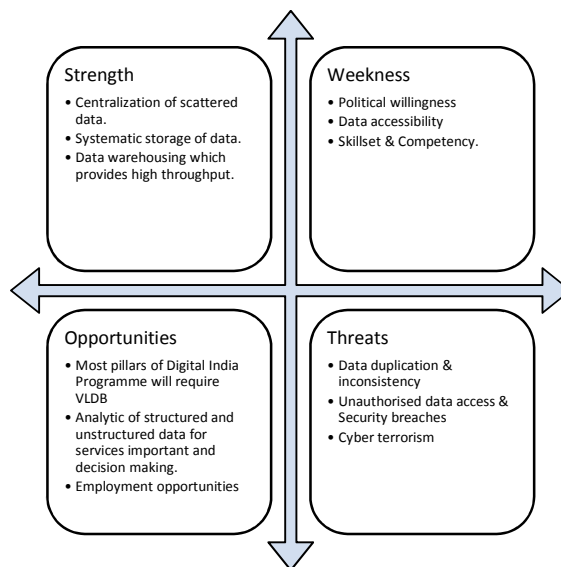 Strength
• Centralization of scattered
data.
• Systematic storage of data.
• Data warehousing which
provides high throughput.
Weekness
• Political willingness
• Data accessibility
• Skillset & Competency.
Opportunities
• Most pillars of Digital India
Programme will require
VLDB
• Analytic of structured and
unstructured data for
services important and
decision making.
• Employment opportunities
Threats
• Data duplication &
inconsistency
• Unauthorised data access &
Security breaches
• Cyber terrorism